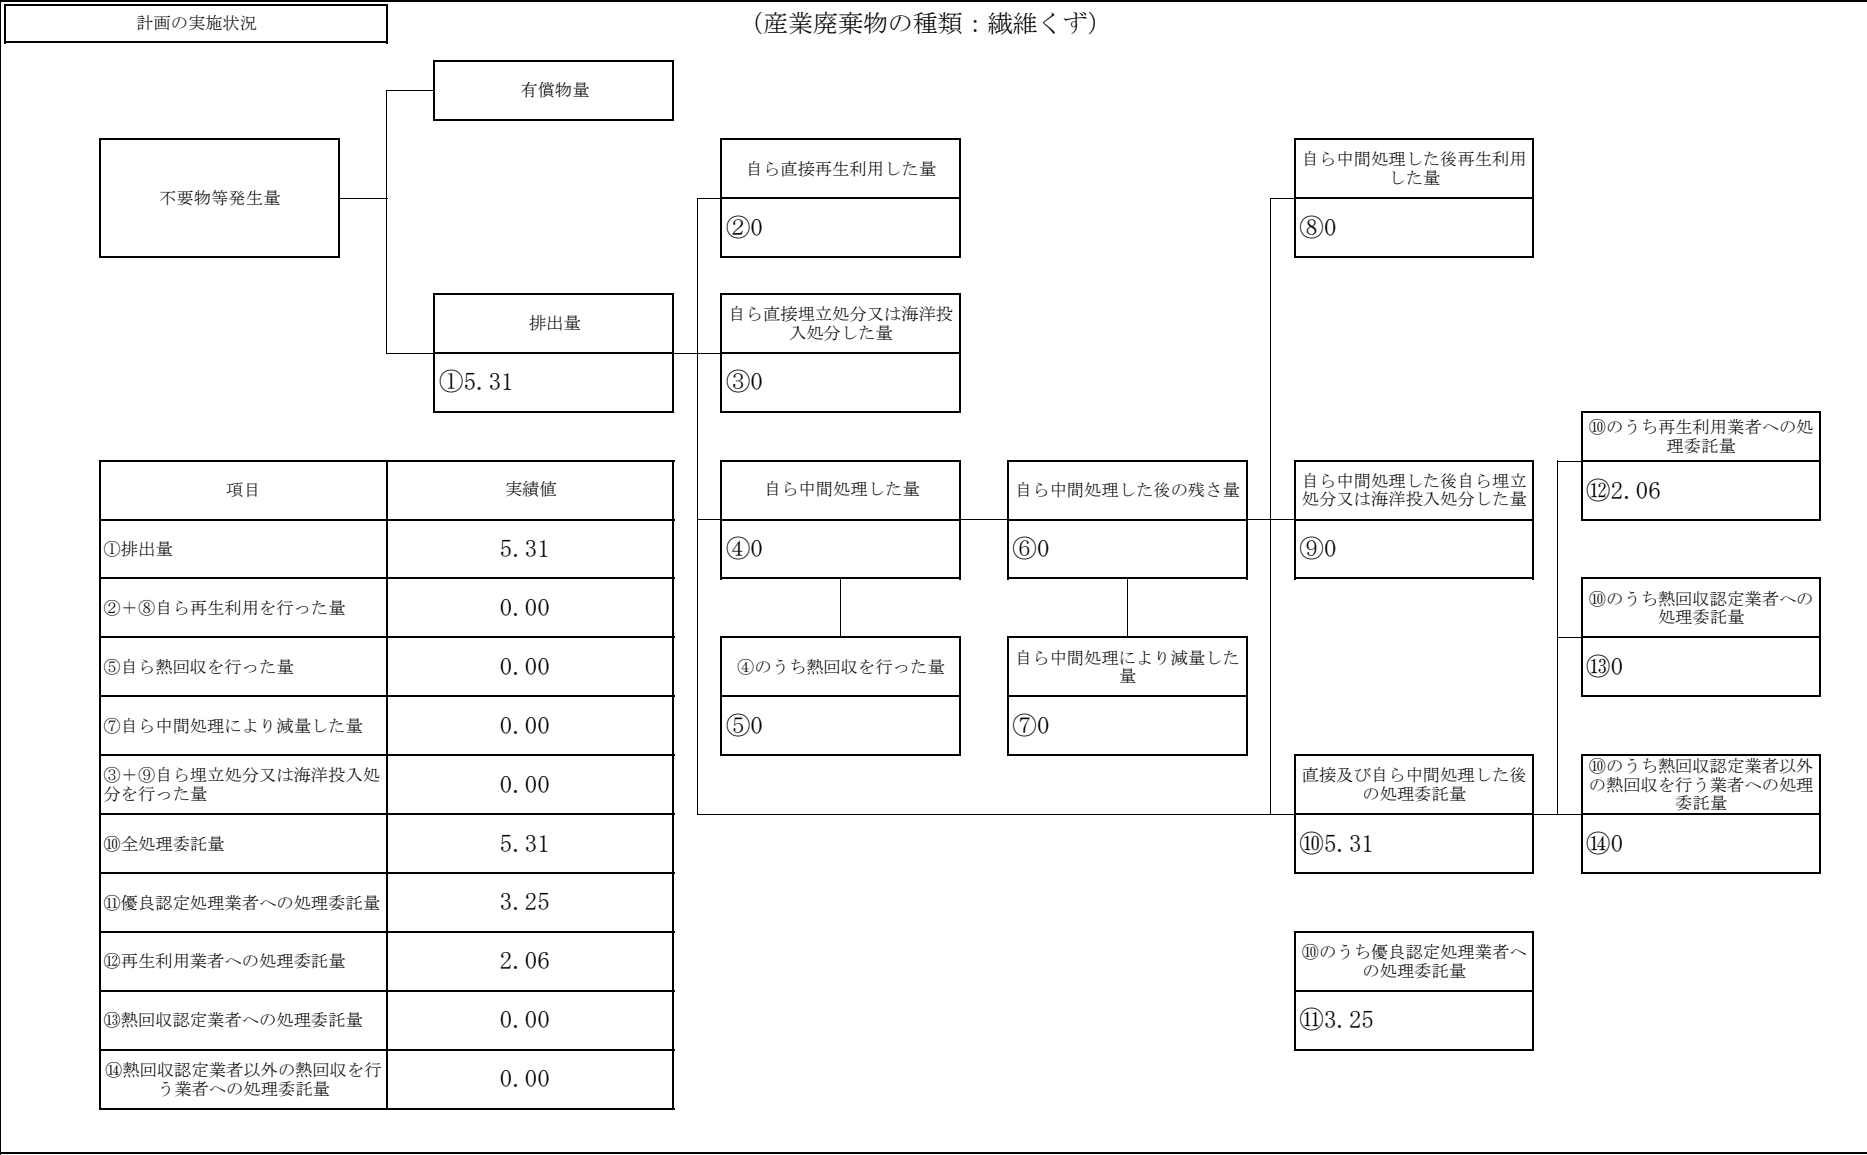 計画の実施状況
（産業廃棄物の種類：繊維くず）
有償物量
不要物等発生量
自ら直接再生利用した量
②0
自ら中間処理した後再生利用
した量
⑧0
排出量
①5.31
自ら直接埋立処分又は海洋投
入処分した量
③0
項目
実績値
①排出量
5.31
②＋⑧自ら再生利用を行った量
0.00
⑤自ら熱回収を行った量
0.00
⑦自ら中間処理により減量した量
0.00
③＋⑨自ら埋立処分又は海洋投入処
分を行った量
0.00
⑩全処理委託量
5.31
⑪優良認定処理業者への処理委託量
3.25
⑫再生利用業者への処理委託量
2.06
⑬熱回収認定業者への処理委託量
0.00
⑭熱回収認定業者以外の熱回収を行
う業者への処理委託量
0.00
自ら中間処理した量
④0
④のうち熱回収を行った量
⑤0
自ら中間処理した後の残さ量
⑥0
自ら中間処理により減量した
量
⑦0
自ら中間処理した後自ら埋立
処分又は海洋投入処分した量
⑨0
直接及び自ら中間処理した後
の処理委託量
⑩5.31
⑩のうち優良認定処理業者へ
の処理委託量
⑪3.25
⑩のうち再生利用業者への処
理委託量
⑫2.06
⑩のうち熱回収認定業者への
処理委託量
⑬0
⑩のうち熱回収認定業者以外
の熱回収を行う業者への処理
委託量
⑭0